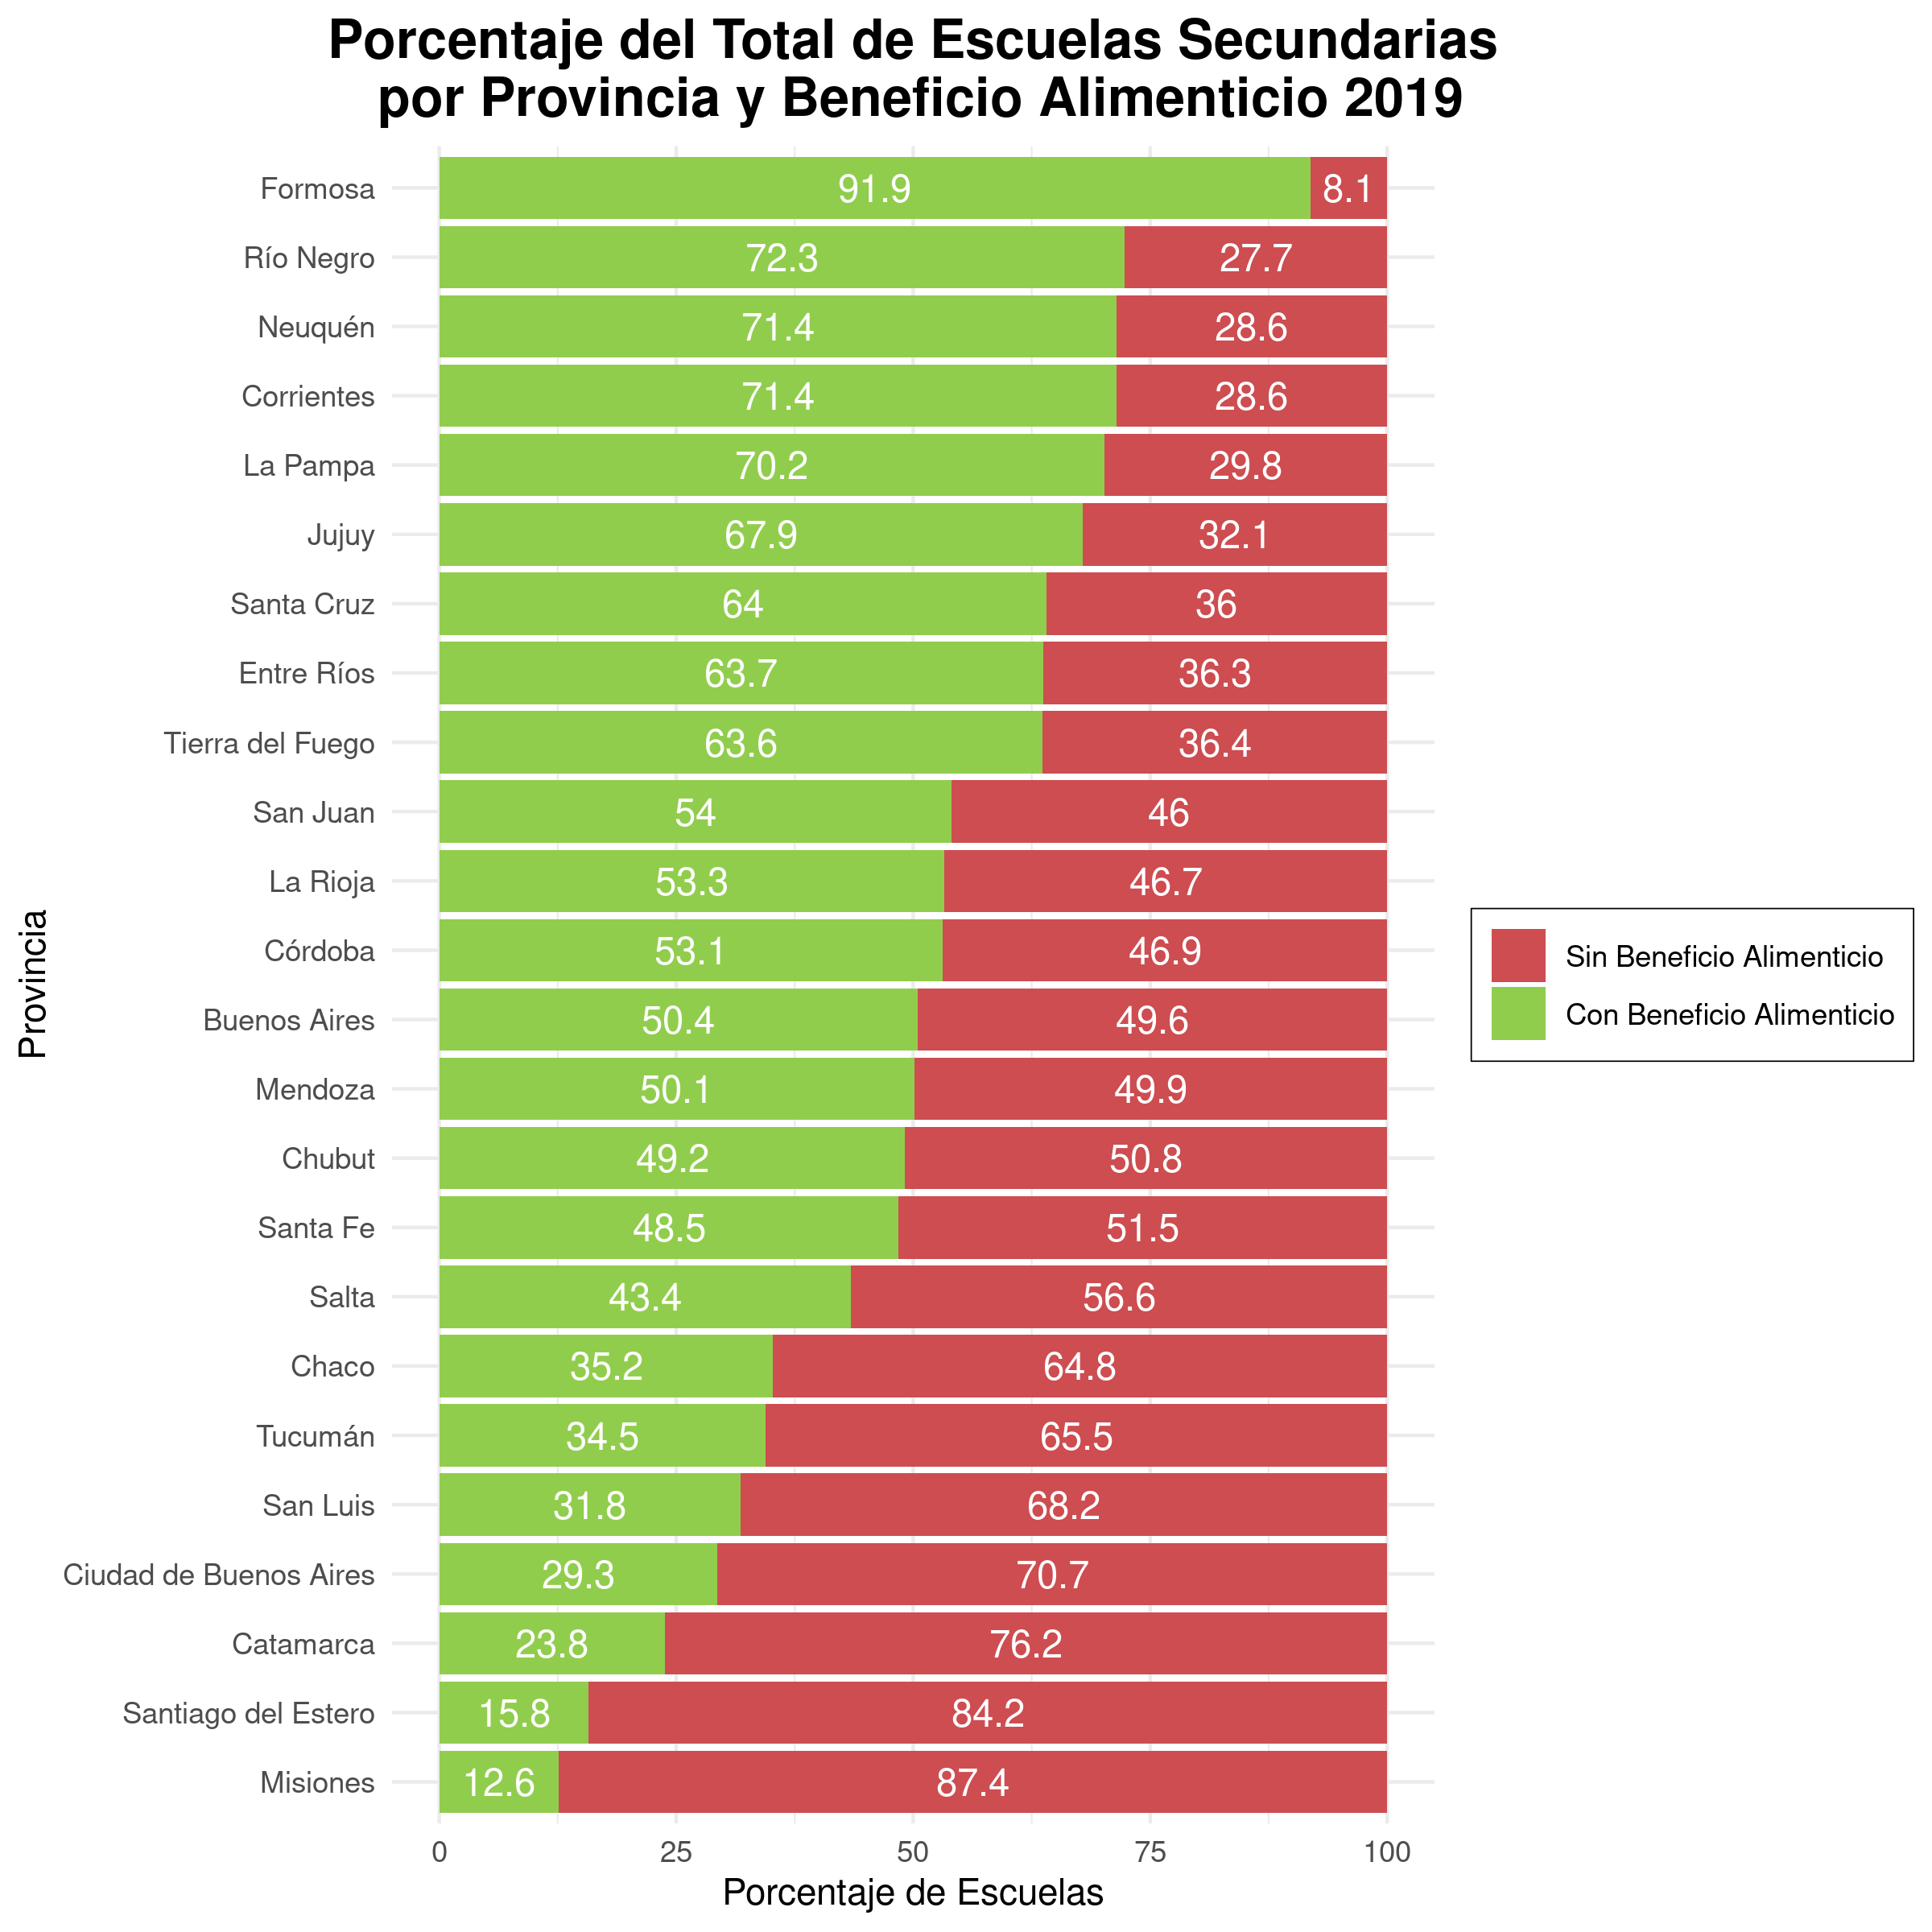 Porcentaje del Total de Escuelas Secundarias
por Provincia y Beneficio Alimenticio 2019
Provincia
Formosa 91.9 8.1
Río Negro 72.3 27.7
Neuquén 71.4 28.6
Corrientes 71.4 28.6
La Pampa 70.2 29.8
Jujuy 67.9 32.1
Santa Cruz 64 36
Entre Ríos 63.7 36.3
Tierra del Fuego 63.6 36.4
San Juan 54 46
La Rioja 53.3 46.7
Córdoba 53.1 46.9
Buenos Aires 50.4 49.6
Mendoza 50.1 49.9
Chubut 49.2 50.8
Santa Fe 48.5 51.5
Salta 43.4 56.6
Chaco 35.2 64.8
Tucumán 34.5 65.5
San Luis 31.8 68.2
Ciudad de Buenos Aires 29.3 70.7
Catamarca 23.8 76.2
Santiago del Estero 15.8 84.2
Misiones 12.6 87.4
0 25 50 75 100
Porcentaje de Escuelas
Sin Beneficio Alimenticio
Con Beneficio Alimenticio